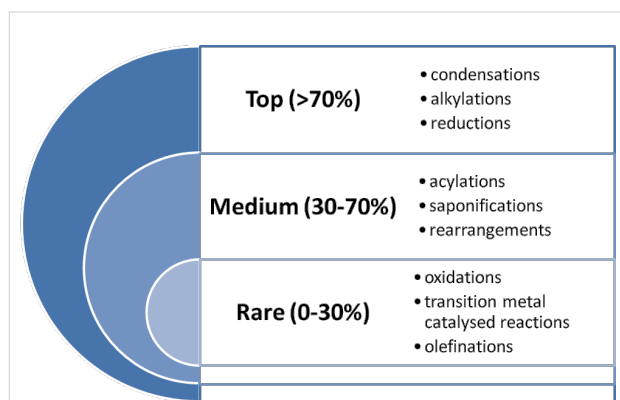 Top (>70%)
• condensations
• alkylations
• reductions
Medium (30-70%)
• acylations
• saponifications
• rearrangements
Rare (0-30%)
• oxidations
• transition metal
catalysed reactions
• olefinations